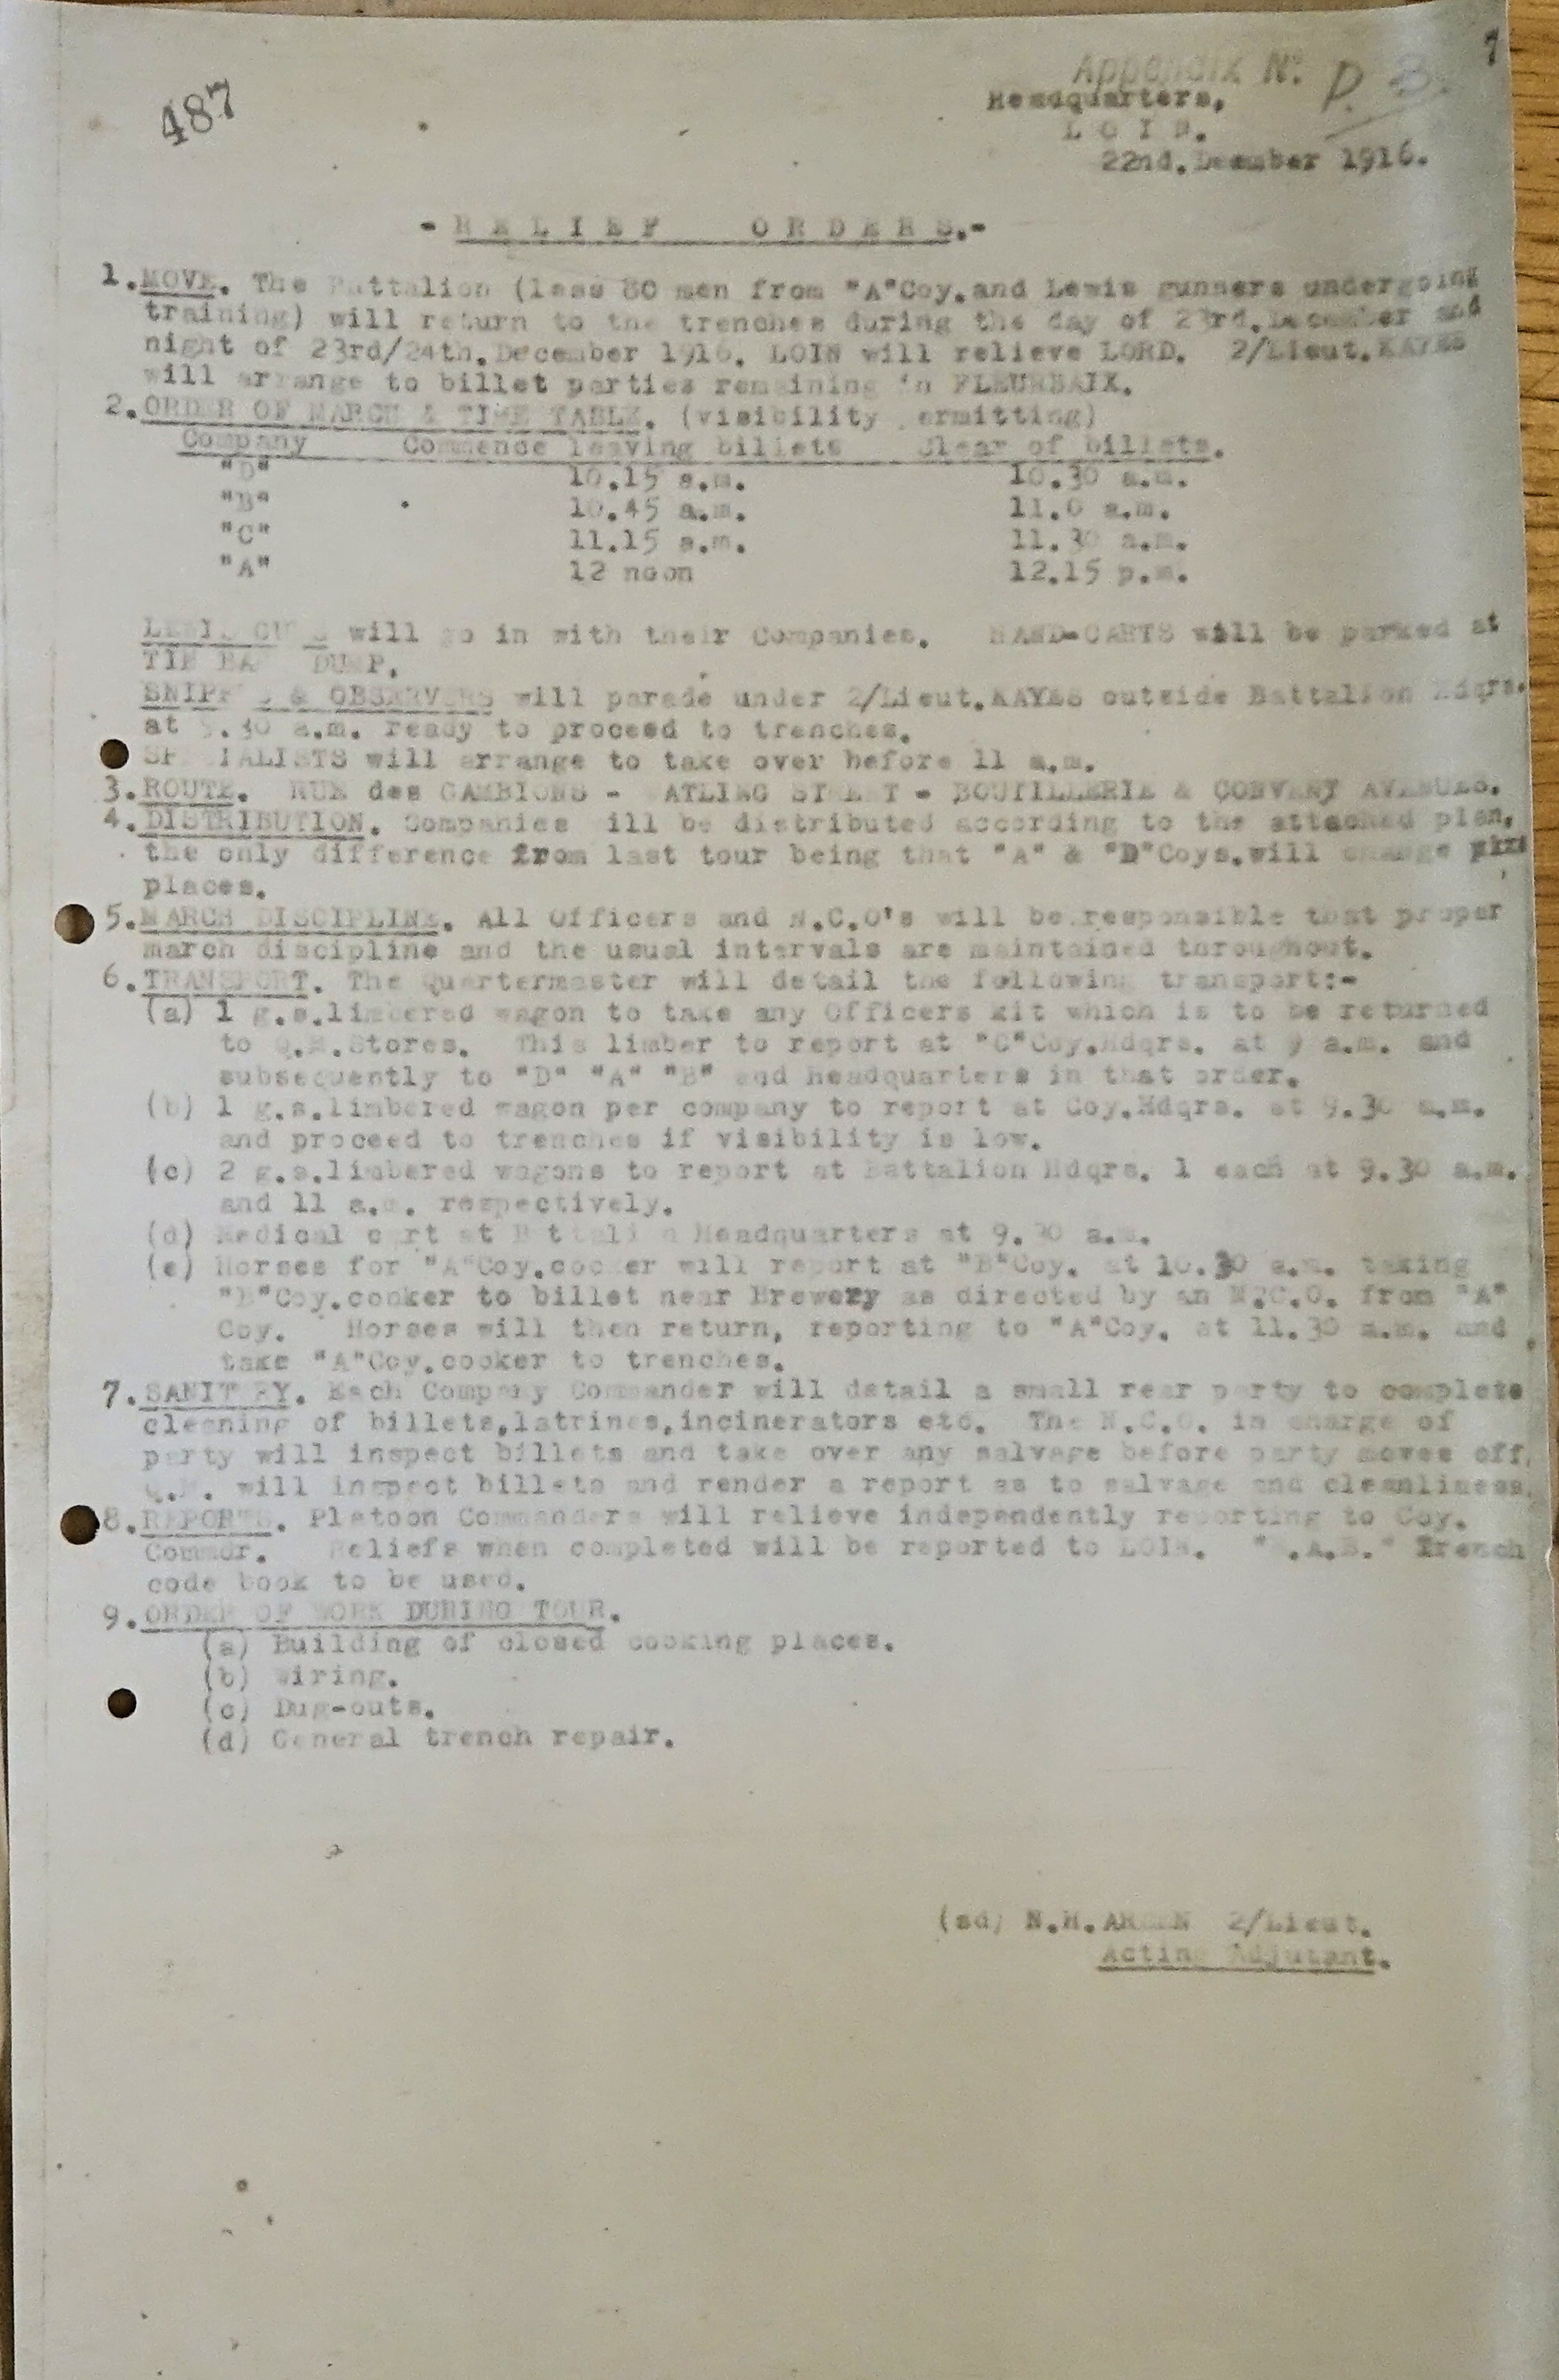 7
487
Appendix No. D. 3.
Headquarters,
L O I N.
22nd. December 1916.
- R E L I E F   O R D E R S.-
1. MOVE. The Battalion (less 80 men from "A"Coy.and Lewis gunners undergoing
training) will return to the trenches during the day of 23rd.December and
night of 23rd/24th.December 1916. LOIN will relieve LORD. 2/Lieut.KAYES
will arrange to billet parties remaining in FLEURBAIX.
2. ORDER OF MARCH & TIME TABLE. (visibility ermitting)
Company Commence leaving billets Clear of billets.
"D" 10.15 a.m. 10.30 a.m.
"B" 10.45 a.m. 11.0 a.m.
"C" 11.15 a.m. 11.30 a.m.
"A" 12 noon 12.15 p.m.
LEWIS GUNS will go in with their Companies. HAND-CARTS will be parked at
DUMP.
SNIPERS & OBSERVERS will parade under 2/Lieut.KAYES outside Battalion Hdqrs.
at 9.30 a.m. ready to proceed to trenches.
SPECIALISTS will arrange to take over before 11 a.m.
3. ROUTE. RUE des CAMBIONS - WATLING STREET - BOUTILLERIE & CONVENT AVENUES.
4. DISTRIBUTION. Companies will be distributed according to the attached plan,
the only difference from last tour being that "A" & "D"Coys.will change
places.
5. MARCH DISCIPLINE. All Officers and N.C.O's will be responsible that proper
march discipline and the usual intervals are maintained throughout.
6. TRANSPORT. The Quartermaster will detail the following transport:-
(a) 1 g.s.limbered wagon to take any Officers kit which is to be returned
to Q.M.Stores. This limber to report at "C"Coy.Hdqrs. at 9 a.m. and
subsequently to "D" "A" "B" and Headquarters in that order.
(b) 1 g.s.limbered wagon per company to report at Coy.Hdqrs. at 9.30 a.m.
and proceed to trenches if visibility is low.
(c) 2 g.s.limbered wagons to report at Battalion Hdqrs. 1 each at 9.30 a.m.
and 11 a.m. respectively.
(d) Medical cart at Battalion Headquarters at 9.30 a.m.
(e) Horses for "A"Coy.cooker will report at "B"Coy. at 10.30 a.m. taking
"B"Coy.cooker to billet near Brewery as directed by an N.C.O. from "A"
Coy. Horses will then return, reporting to "A"Coy. at 11.30 a.m. and
take "A"Coy.cooker to trenches.
7. SANITARY. Each Company Commander will detail a small rear party to complete
cleaning of billets,latrines,incinerators etc. The N.C.O. in charge of
party will inspect billets and take over any salvage before party moves off.
Q.M. will inspect billets and render a report as to salvage and cleanliness.
8. REPORTS. Platoon Commanders will relieve independently reporting to Coy.
Commdr. Reliefs when completed will be reported to LOIN. Trench
code book to be used.
9. ORDER OF WORK DURING TOUR.
(a) Building of closed cooking places.
(b) Wiring.
(c) Dug-outs.
(d) General trench repair.
(sd) N.H. 2/Lieut.
Acting Adjutant.